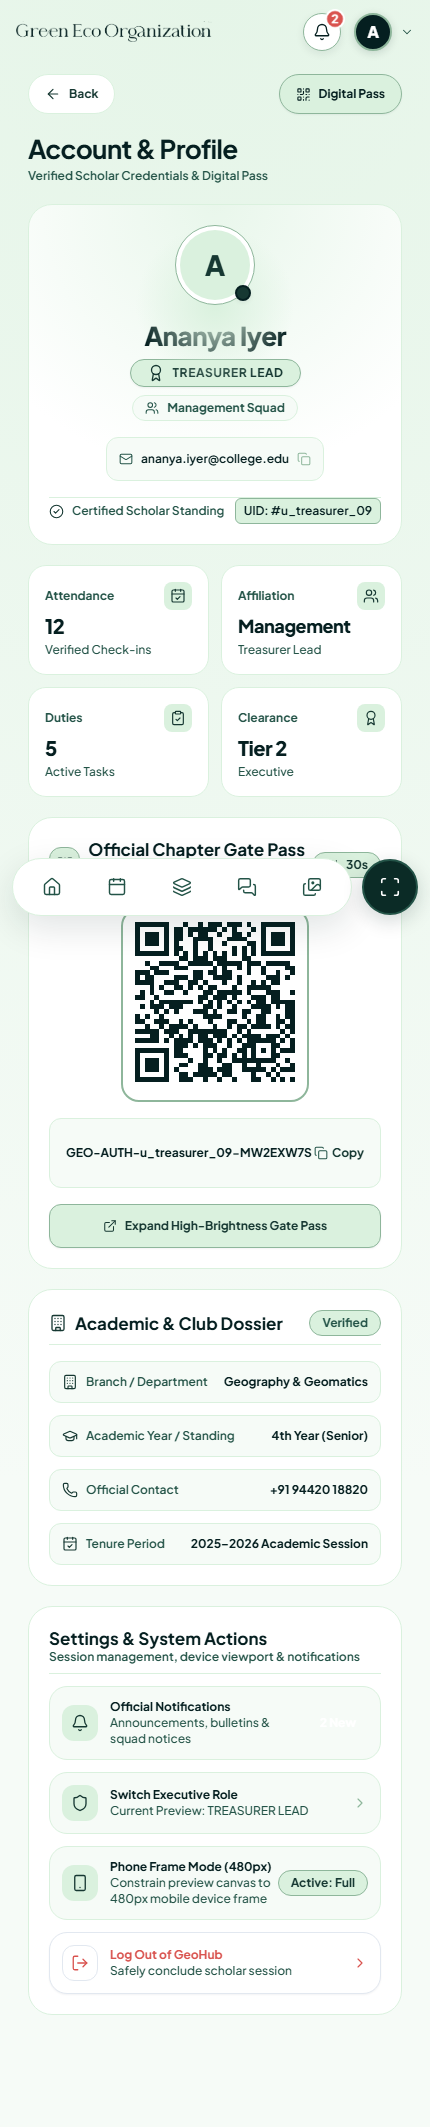 Green Eco Organization
2
A
Back
Digital Pass
Account & Profile
Verified Scholar Credentials & Digital Pass
A
Ananya Iyer
TREASURER LEAD
Management Squad
ananya.iyer@college.edu
Certified Scholar Standing
UID: #u_treasurer_09
Attendance
12
Verified Check-ins
Affiliation
Management
Treasurer Lead
Duties
5
Active Tasks
Clearance
Tier 2
Executive
Official Chapter Gate Pass
30s
GEO-AUTH-u_treasurer_09-MW2EXW7S
Copy
Expand High-Brightness Gate Pass
Academic & Club Dossier
Verified
Branch / Department
Geography & Geomatics
Academic Year / Standing
4th Year (Senior)
Official Contact
+91 94420 18820
Tenure Period
2025–2026 Academic Session
Settings & System Actions
Session management, device viewport & notifications
Official Notifications
Announcements, bulletins &
squad notices
2 New
Switch Executive Role
Current Preview: TREASURER LEAD
Phone Frame Mode (480px)
Constrain preview canvas to
480px mobile device frame
Active: Full
Log Out of GeoHub
Safely conclude scholar session